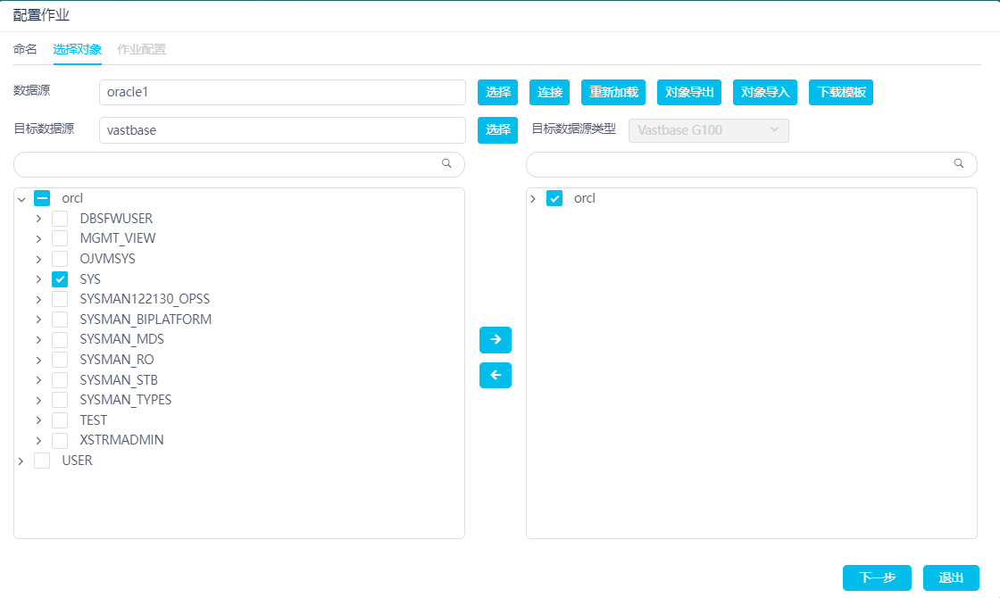 配置作业
命名 选择对象 作业配置
数据源 oracle1 选择 连接 重新加载 对象导出 对象导入 下载模板
目标数据源 vastbase 选择 目标数据源类型 Vastbase G100
orcl
DBSFWUSER
MGMT_VIEW
OJVMSYS
SYS
SYSMAN122130_OPSS
SYSMAN_BIPLATFORM
SYSMAN_MDS
SYSMAN_RO
SYSMAN_STB
SYSMAN_TYPES
TEST
XSTRMADMIN
USER
orcl
下一步 退出